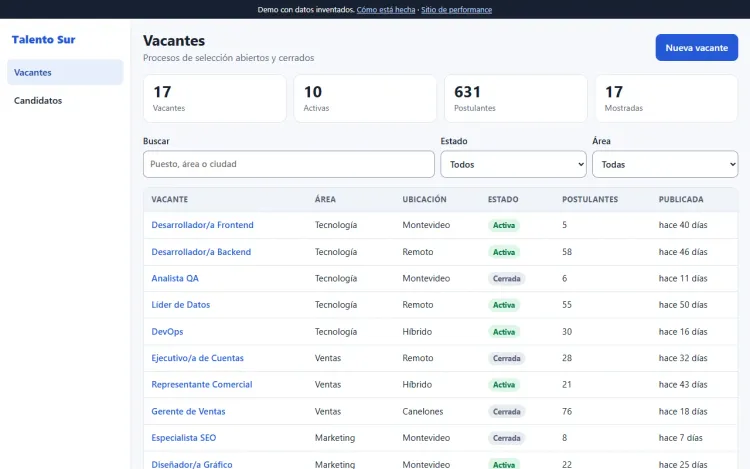 Demo con datos inventados. Cómo está hecha · Sitio de performance
Talento Sur
Vacantes
Candidatos
Vacantes
Procesos de selección abiertos y cerrados
Nueva vacante
17
Vacantes
10
Activas
631
Postulantes
17
Mostradas
Buscar
Puesto, área o ciudad
Estado
Todos
Área
Todas
VACANTE ÁREA UBICACIÓN ESTADO POSTULANTES PUBLICADA
Desarrollador/a Frontend Tecnología Montevideo Activa 5 hace 40 días
Desarrollador/a Backend Tecnología Remoto Activa 58 hace 46 días
Analista QA Tecnología Montevideo Cerrada 6 hace 11 días
Líder de Datos Tecnología Remoto Activa 55 hace 50 días
DevOps Tecnología Híbrido Activa 30 hace 16 días
Ejecutivo/a de Cuentas Ventas Remoto Cerrada 28 hace 32 días
Representante Comercial Ventas Híbrido Activa 21 hace 43 días
Gerente de Ventas Ventas Canelones Cerrada 76 hace 18 días
Especialista SEO Marketing Montevideo Cerrada 8 hace 7 días
Diseñador/a Gráfico Marketing Montevideo Activa 22 hace 25 días